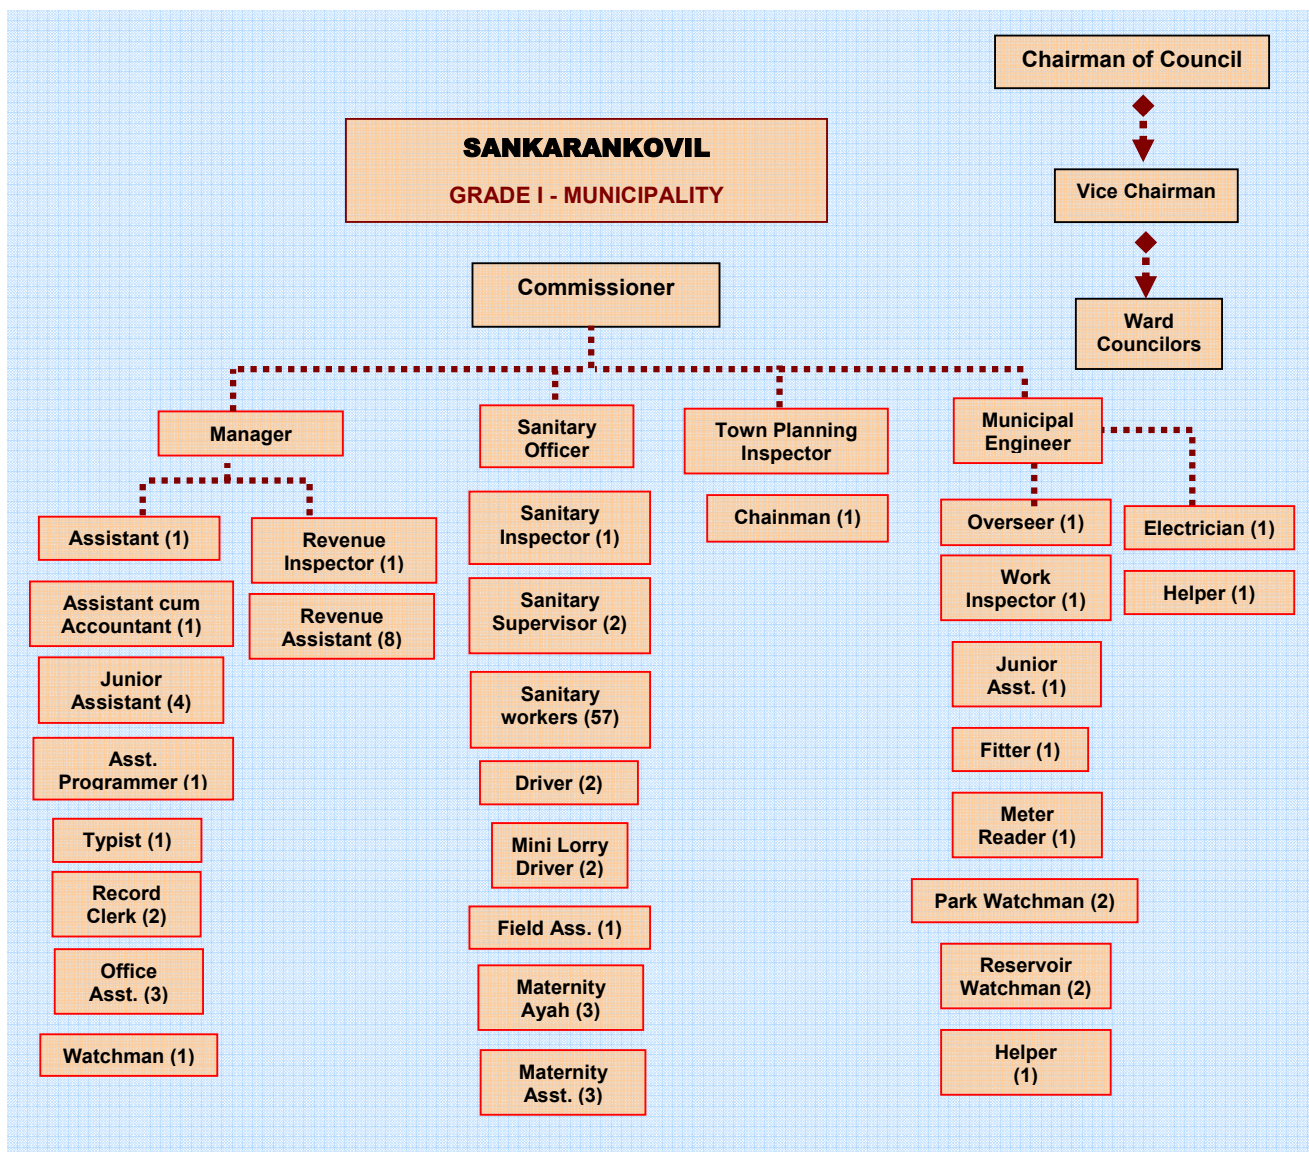 Chairman of Council
SANKARANKOVIL
GRADE I - MUNICIPALITY
Vice Chairman
Commissioner
Ward
Councilors
Manager
Sanitary
Officer
Town Planning
Inspector
Municipal
Engineer
Assistant (1)
Assistant cum
Accountant (1)
Junior
Assistant (4)
Asst.
Programmer (1)
Typist (1)
Record
Clerk (2)
Office
Asst. (3)
Watchman (1)
Revenue
Inspector (1)
Revenue
Assistant (8)
Sanitary
Inspector (1)
Sanitary
Supervisor (2)
Sanitary
workers (57)
Driver (2)
Mini Lorry
Driver (2)
Field Ass. (1)
Maternity
Ayah (3)
Maternity
Asst. (3)
Chainman (1)
Overseer (1)
Work
Inspector (1)
Junior
Asst. (1)
Fitter (1)
Meter
Reader (1)
Park Watchman (2)
Reservoir
Watchman (2)
Helper
(1)
Electrician (1)
Helper (1)